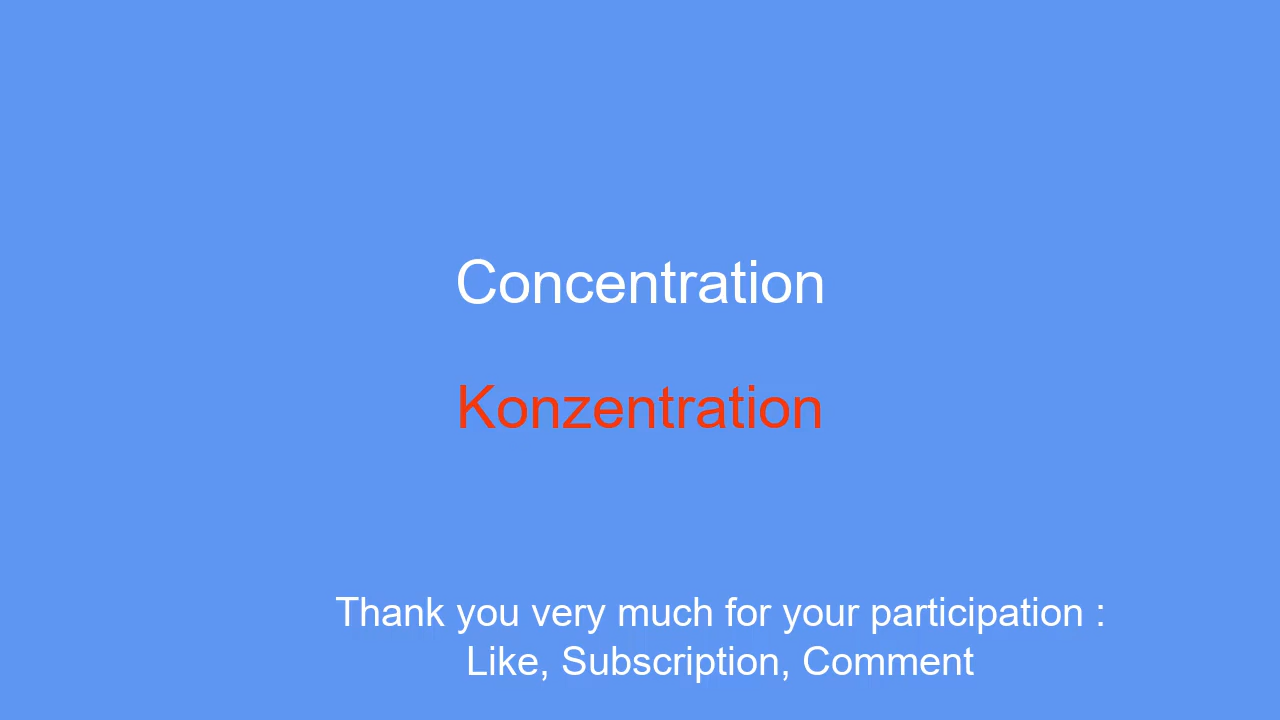 Concentration
Konzentration
Thank you very much for your participation :
Like, Subscription, Comment